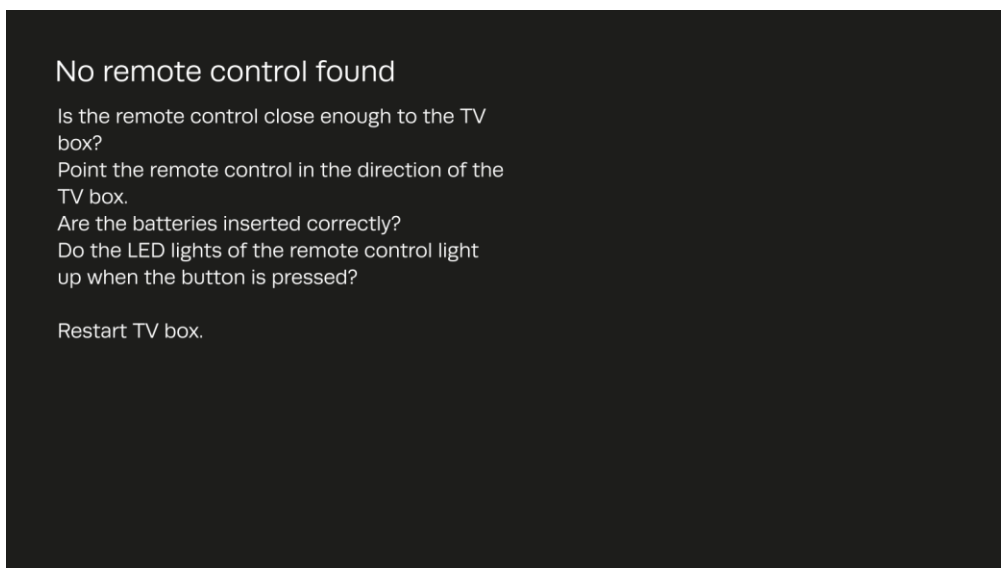 No remote control found
Is the remote control close enough to the TV
box?
Point the remote control in the direction of the
TV box.
Are the batteries inserted correctly?
Do the LED lights of the remote control light
up when the button is pressed?
Restart TV box.